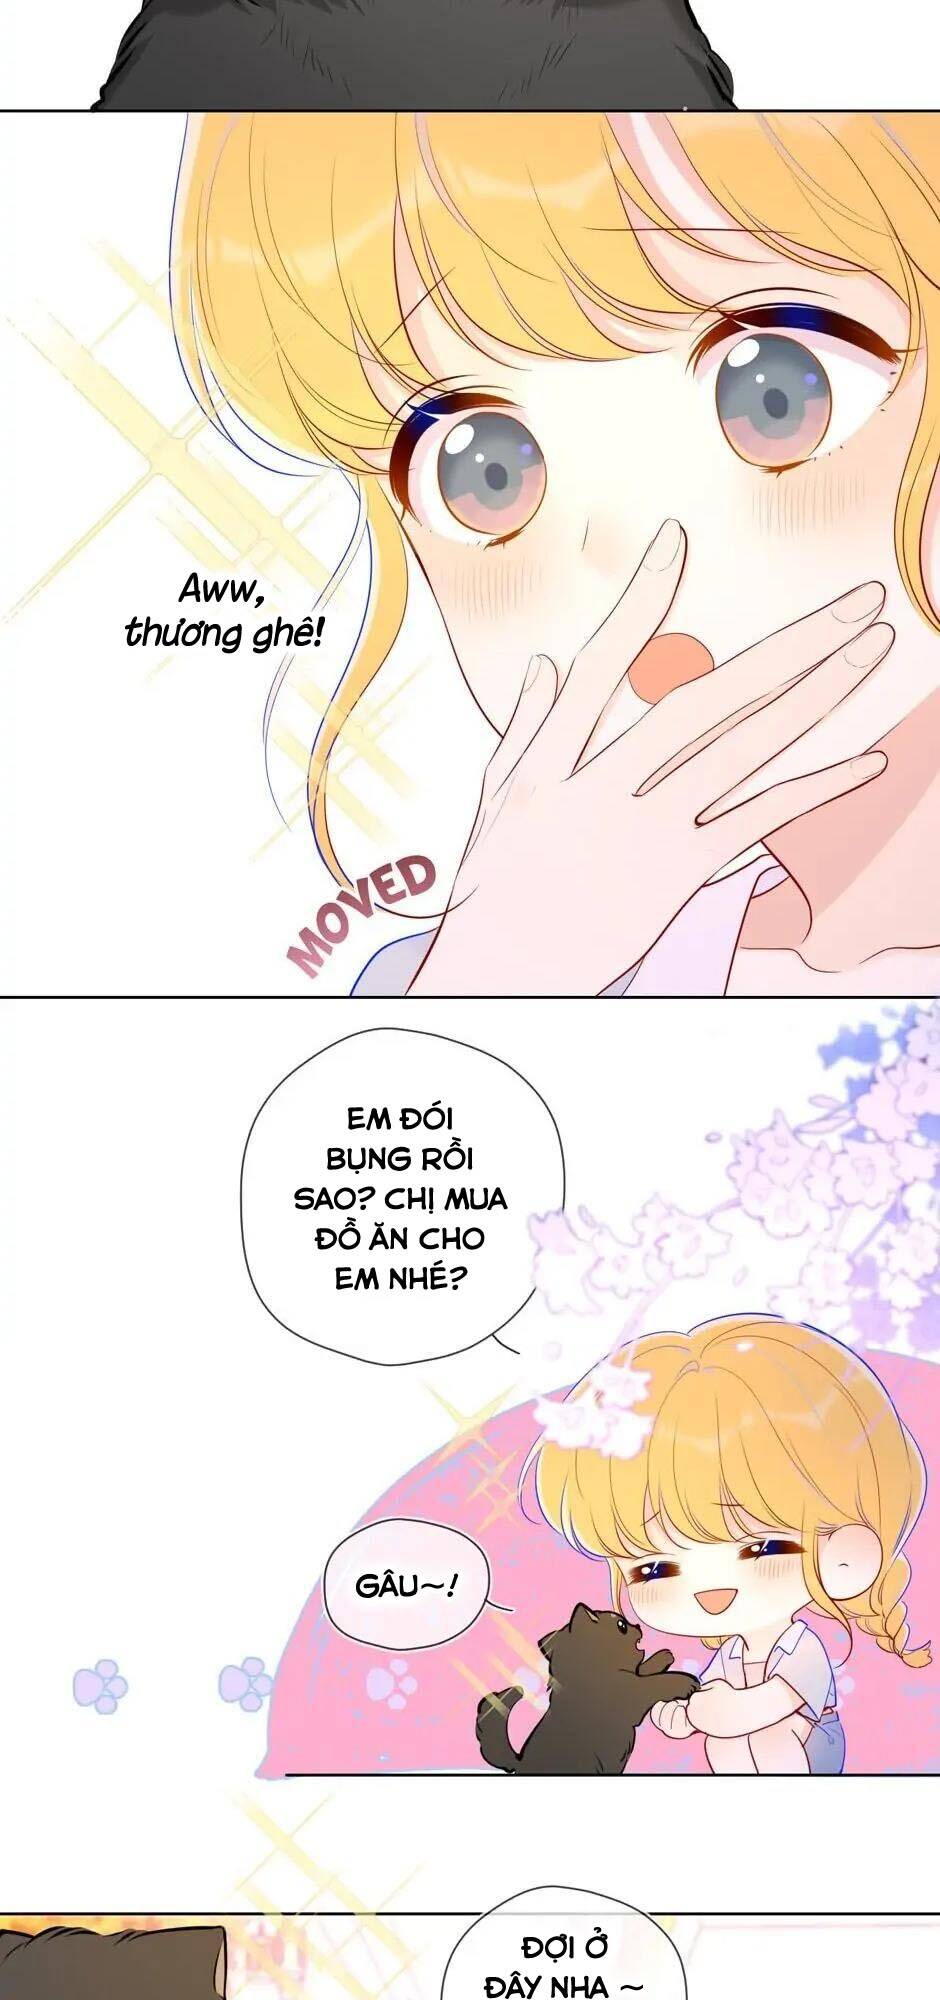 Aww,
thương ghê!
MOVED
EM ĐÓI
BỤNG RỒI
SAO? CHỊ MUA
ĐỒ ĂN CHO
EM NHÉ?
GÂU~!
ĐỢI Ở
ĐÂY NHA ~